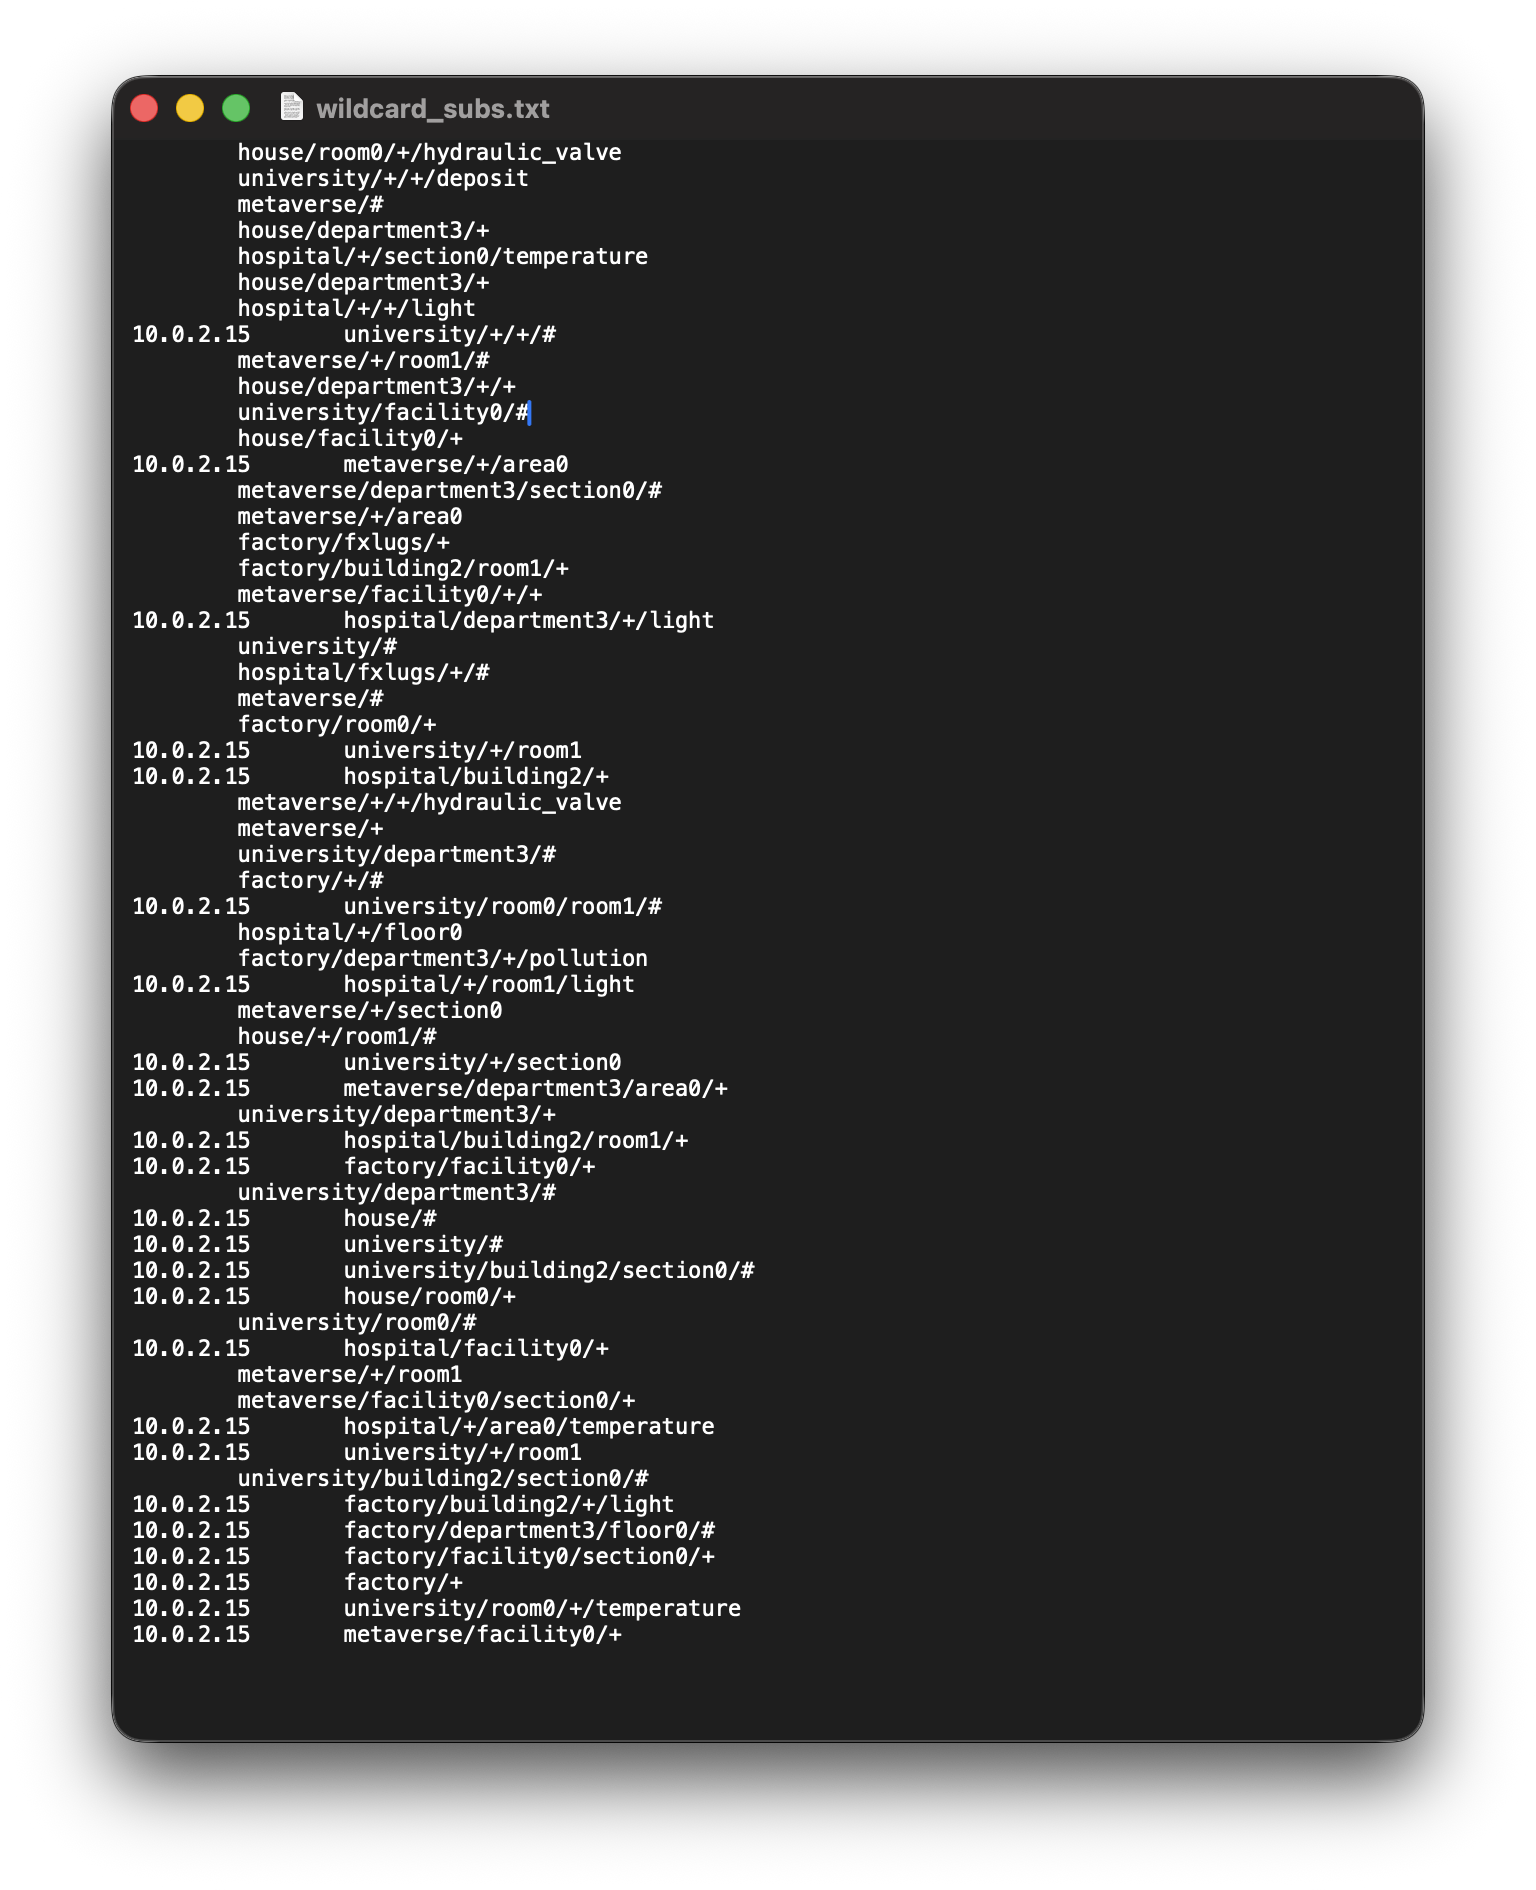 wildcard_subs.txt
house/room0/+/hydraulic_valve
university/+/+/deposit
metaverse/#
house/department3/+
hospital/+/section0/temperature
house/department3/+
hospital/+/+/light
10.0.2.15 university/+/+/#
metaverse/+/room1/#
house/department3/+/+
university/facility0/#
house/facility0/+
10.0.2.15 metaverse/+/area0
metaverse/department3/section0/#
metaverse/+/area0
factory/fxlugs/+
factory/building2/room1/+
metaverse/facility0/+/+
10.0.2.15 hospital/department3/+/light
university/#
hospital/fxlugs/+/#
metaverse/#
factory/room0/+
10.0.2.15 university/+/room1
10.0.2.15 hospital/building2/+
metaverse/+/+/hydraulic_valve
metaverse/+
university/department3/#
factory/+/#
10.0.2.15 university/room0/room1/#
hospital/+/floor0
factory/department3/+/pollution
10.0.2.15 hospital/+/room1/light
metaverse/+/section0
house/+/room1/#
10.0.2.15 university/+/section0
10.0.2.15 metaverse/department3/area0/+
university/department3/+
10.0.2.15 hospital/building2/room1/+
10.0.2.15 factory/facility0/+
university/department3/#
10.0.2.15 house/#
10.0.2.15 university/#
10.0.2.15 university/building2/section0/#
10.0.2.15 house/room0/+
university/room0/#
10.0.2.15 hospital/facility0/+
metaverse/+/room1
metaverse/facility0/section0/+
10.0.2.15 hospital/+/area0/temperature
10.0.2.15 university/+/room1
university/building2/section0/#
10.0.2.15 factory/building2/+/light
10.0.2.15 factory/department3/floor0/#
10.0.2.15 factory/facility0/section0/+
10.0.2.15 factory/+
10.0.2.15 university/room0/+/temperature
10.0.2.15 metaverse/facility0/+